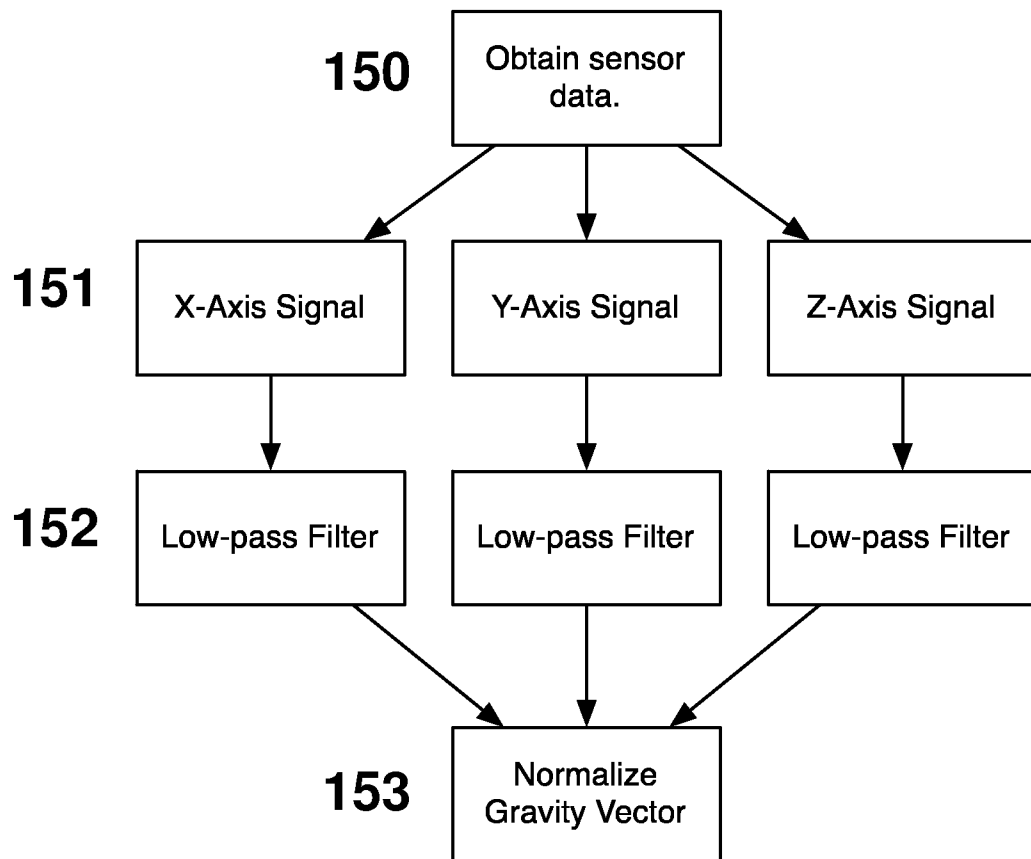 150
Obtain sensor
data.
151
X-Axis Signal
Y-Axis Signal
Z-Axis Signal
152
Low-pass Filter
Low-pass Filter
Low-pass Filter
153
Normalize
Gravity Vector